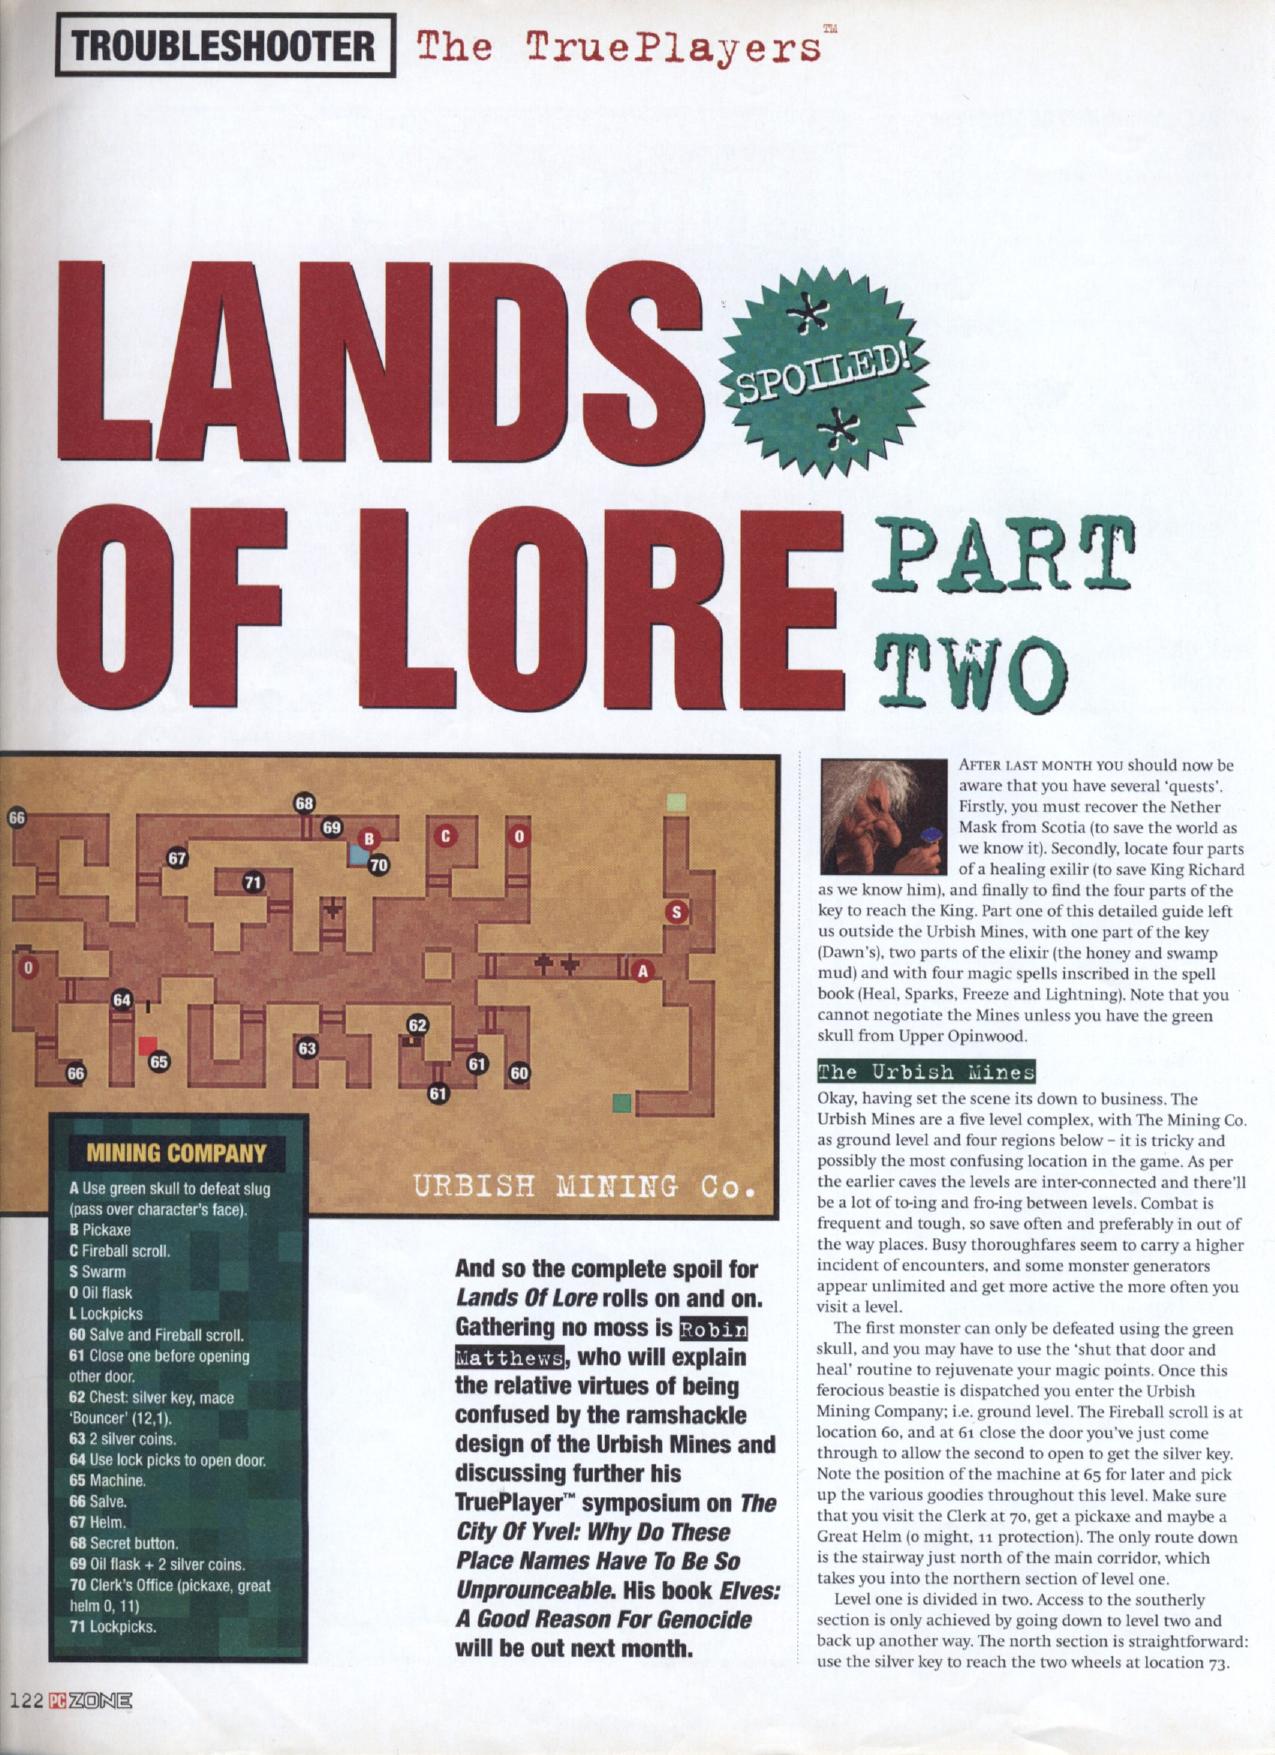 TROUBLESHOOTER The TruePlayers™
LANDS
OF LORE
* SPOILED! *
PART
TWO
68
66
69
B
C
O
67
70
71
S
O
A
64
62
63
65
61
66
60
61
URBISH MINING Co.
MINING COMPANY
A Use green skull to defeat slug
(pass over character's face).
B Pickaxe
C Fireball scroll.
S Swarm
O Oil flask
L Lockpicks
60 Salve and Fireball scroll.
61 Close one before opening
other door.
62 Chest: silver key, mace
'Bouncer' (12,1).
63 2 silver coins.
64 Use lock picks to open door.
65 Machine.
66 Salve.
67 Helm.
68 Secret button.
69 Oil flask + 2 silver coins.
70 Clerk's Office (pickaxe, great
helm 0, 11)
71 Lockpicks.
And so the complete spoil for
Lands Of Lore rolls on and on.
Gathering no moss is Robin
Matthews, who will explain
the relative virtues of being
confused by the ramshackle
design of the Urbish Mines and
discussing further his
TruePlayer™ symposium on The
City Of Yvel: Why Do These
Place Names Have To Be So
Unprounceable. His book Elves:
A Good Reason For Genocide
will be out next month.
AFTER LAST MONTH YOU should now be
aware that you have several 'quests'.
Firstly, you must recover the Nether
Mask from Scotia (to save the world as
we know it). Secondly, locate four parts
of a healing exilir (to save King Richard
as we know him), and finally to find the four parts of the
key to reach the King. Part one of this detailed guide left
us outside the Urbish Mines, with one part of the key
(Dawn's), two parts of the elixir (the honey and swamp
mud) and with four magic spells inscribed in the spell
book (Heal, Sparks, Freeze and Lightning). Note that you
cannot negotiate the Mines unless you have the green
skull from Upper Opinwood.
The Urbish Mines
Okay, having set the scene its down to business. The
Urbish Mines are a five level complex, with The Mining Co.
as ground level and four regions below – it is tricky and
possibly the most confusing location in the game. As per
the earlier caves the levels are inter-connected and there'll
be a lot of to-ing and fro-ing between levels. Combat is
frequent and tough, so save often and preferably in out of
the way places. Busy thoroughfares seem to carry a higher
incident of encounters, and some monster generators
appear unlimited and get more active the more often you
visit a level.
The first monster can only be defeated using the green
skull, and you may have to use the 'shut that door and
heal' routine to rejuvenate your magic points. Once this
ferocious beastie is dispatched you enter the Urbish
Mining Company; i.e. ground level. The Fireball scroll is at
location 60, and at 61 close the door you've just come
through to allow the second to open to get the silver key.
Note the position of the machine at 65 for later and pick
up the various goodies throughout this level. Make sure
that you visit the Clerk at 70, get a pickaxe and maybe a
Great Helm (0 might, 11 protection). The only route down
is the stairway just north of the main corridor, which
takes you into the northern section of level one.
Level one is divided in two. Access to the southerly
section is only achieved by going down to level two and
back up another way. The north section is straightforward:
use the silver key to reach the two wheels at location 73.
122 PC ZONE